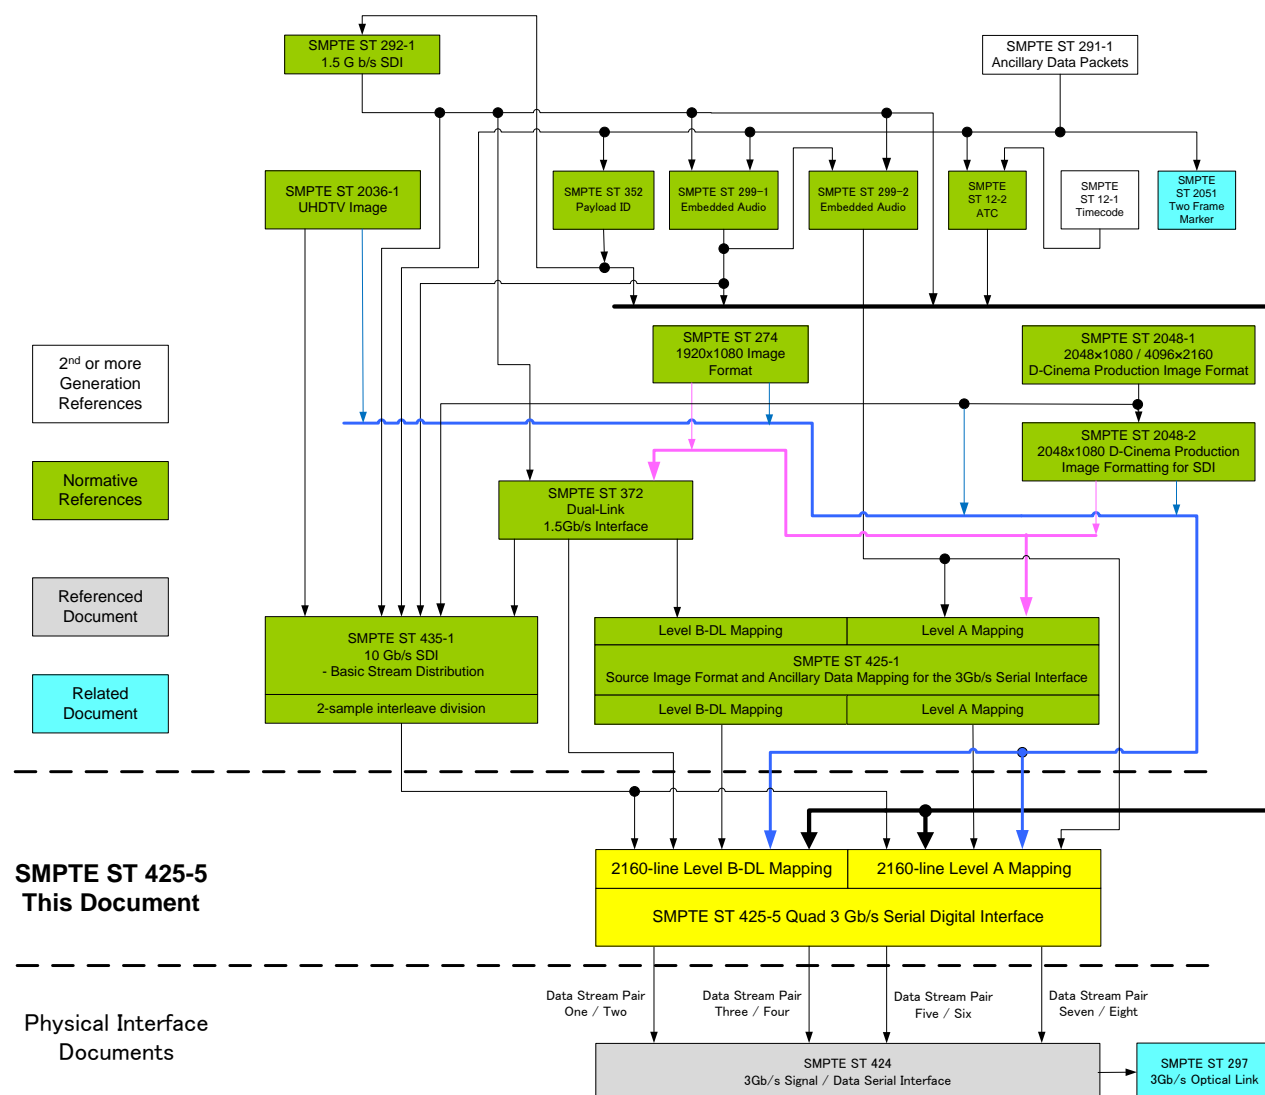 SMPTE ST 292-1
1.5 G b/s SDI
SMPTE ST 291-1
Ancillary Data Packets
SMPTE ST 2036-1
UHDTV Image
SMPTE ST 352
Payload ID
SMPTE ST 299-1
Embedded Audio
SMPTE ST 299-2
Embedded Audio
SMPTE
ST 12-2
ATC
SMPTE
ST 12-1
Timecode
SMPTE
ST 2051
Two Frame
Marker
2nd or more
Generation
References
SMPTE ST 274
1920x1080 Image
Format
SMPTE ST 2048-1
2048×1080 / 4096×2160
D-Cinema Production Image Format
SMPTE ST 2048-2
2048x1080 D-Cinema Production
Image Formatting for SDI
Normative
References
SMPTE ST 372
Dual-Link
1.5Gb/s Interface
Referenced
Document
SMPTE ST 435-1
10 Gb/s SDI
- Basic Stream Distribution
2-sample interleave division
Level B-DL Mapping
Level A Mapping
SMPTE ST 425-1
Source Image Format and Ancillary Data Mapping for the 3Gb/s Serial Interface
Level B-DL Mapping
Level A Mapping
Related
Document
SMPTE ST 425-5
This Document
2160-line Level B-DL Mapping
2160-line Level A Mapping
SMPTE ST 425-5 Quad 3 Gb/s Serial Digital Interface
Physical Interface
Documents
Data Stream Pair
One / Two
Data Stream Pair
Three / Four
Data Stream Pair
Five / Six
Data Stream Pair
Seven / Eight
SMPTE ST 424
3Gb/s Signal / Data Serial Interface
SMPTE ST 297
3Gb/s Optical Link